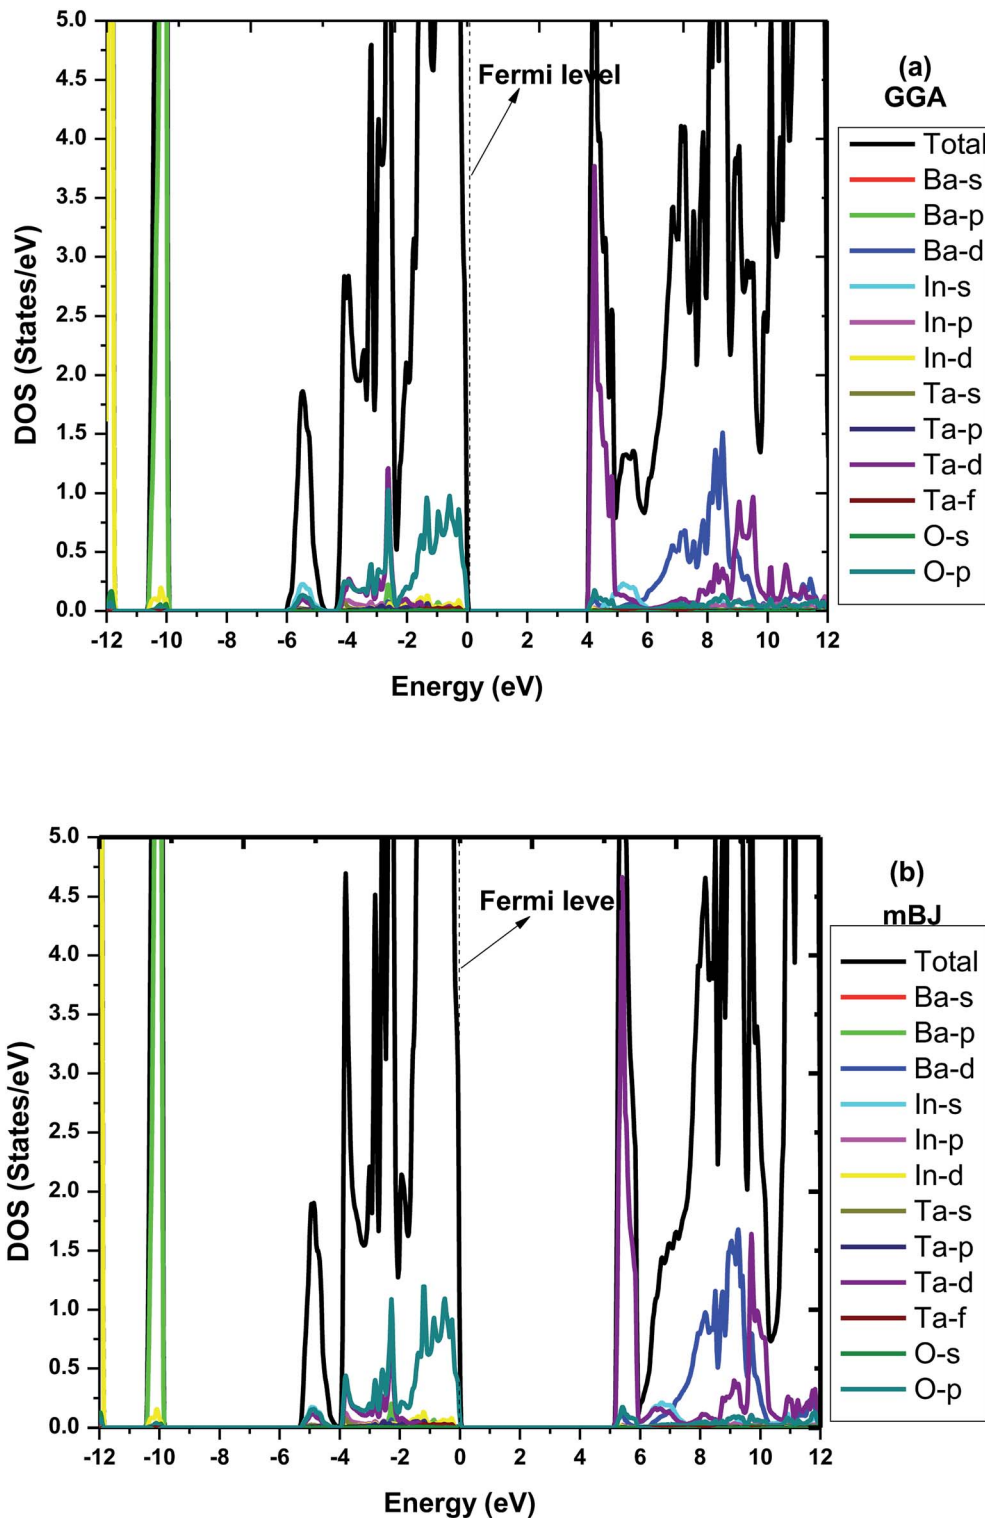 5.0
4.5
4.0
3.5
3.0
2.5
2.0
1.5
1.0
0.5
0.0
DOS (States/eV)
-12 -10 -6 -4 -2 0 2 4 6 8 10 12
Energy (eV)
Fermi level
(a)
GGA
Total
Ba-s
Ba-p
Ba-d
In-s
In-p
In-d
Ta-s
Ta-p
Ta-d
Ta-f
O-s
O-p
5.0
4.5
4.0
3.5
3.0
2.5
2.0
1.5
1.0
0.5
0.0
DOS (States/eV)
-12 -10 -6 -4 -2 0 2 4 6 8 10 12
Energy (eV)
Fermi level
(b)
mBJ
Total
Ba-s
Ba-p
Ba-d
In-s
In-p
In-d
Ta-s
Ta-p
Ta-d
Ta-f
O-s
O-p